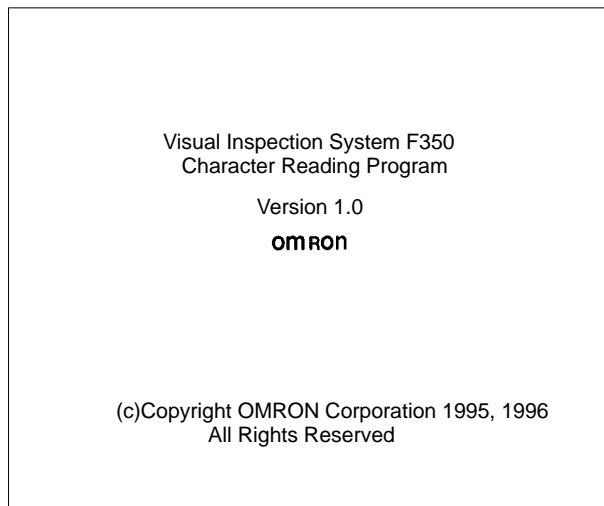 Visual Inspection System F350
Character Reading Program
Version 1.0
omRon
(c)Copyright OMRON Corporation 1995, 1996
All Rights Reserved